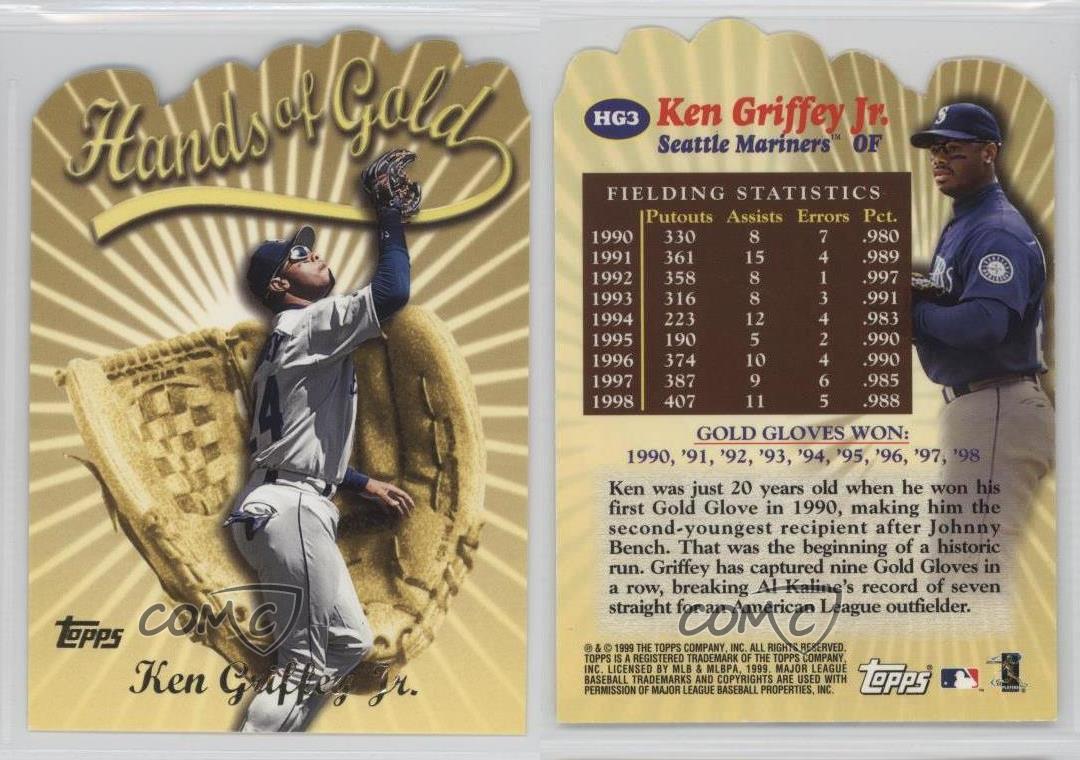 Hands of Gold
24
Topps
COMC
Ken Griffey Jr.
HG3
Ken Griffey Jr.
Seattle Mariners™ OF
S
FIELDING STATISTICS
Putouts Assists Errors Pct.
1990 330 8 7 .980
1991 361 15 4 .989
1992 358 8 1 .997
1993 316 8 3 .991
1994 223 12 4 .983
1995 190 5 2 .990
1996 374 10 4 .990
1997 387 9 6 .985
1998 407 11 5 .988
GOLD GLOVES WON:
1990, '91, '92, '93, '94, '95, '96, '97, '98
Ken was just 20 years old when he won his
first Gold Glove in 1990, making him the
second-youngest recipient after Johnny
Bench. That was the beginning of a historic
run. Griffey has captured nine Gold Gloves in
a row, breaking Al Kaline's record of seven
straight for an American League outfielder.
COMC
® & © 1999 THE TOPPS COMPANY, INC. ALL RIGHTS RESERVED.
TOPPS IS A REGISTERED TRADEMARK OF THE TOPPS COMPANY,
INC. LICENSED BY MLB & MLBPA, 1999. MAJOR LEAGUE
BASEBALL TRADEMARKS AND COPYRIGHTS ARE USED WITH
PERMISSION OF MAJOR LEAGUE BASEBALL PROPERTIES, INC.
Topps®